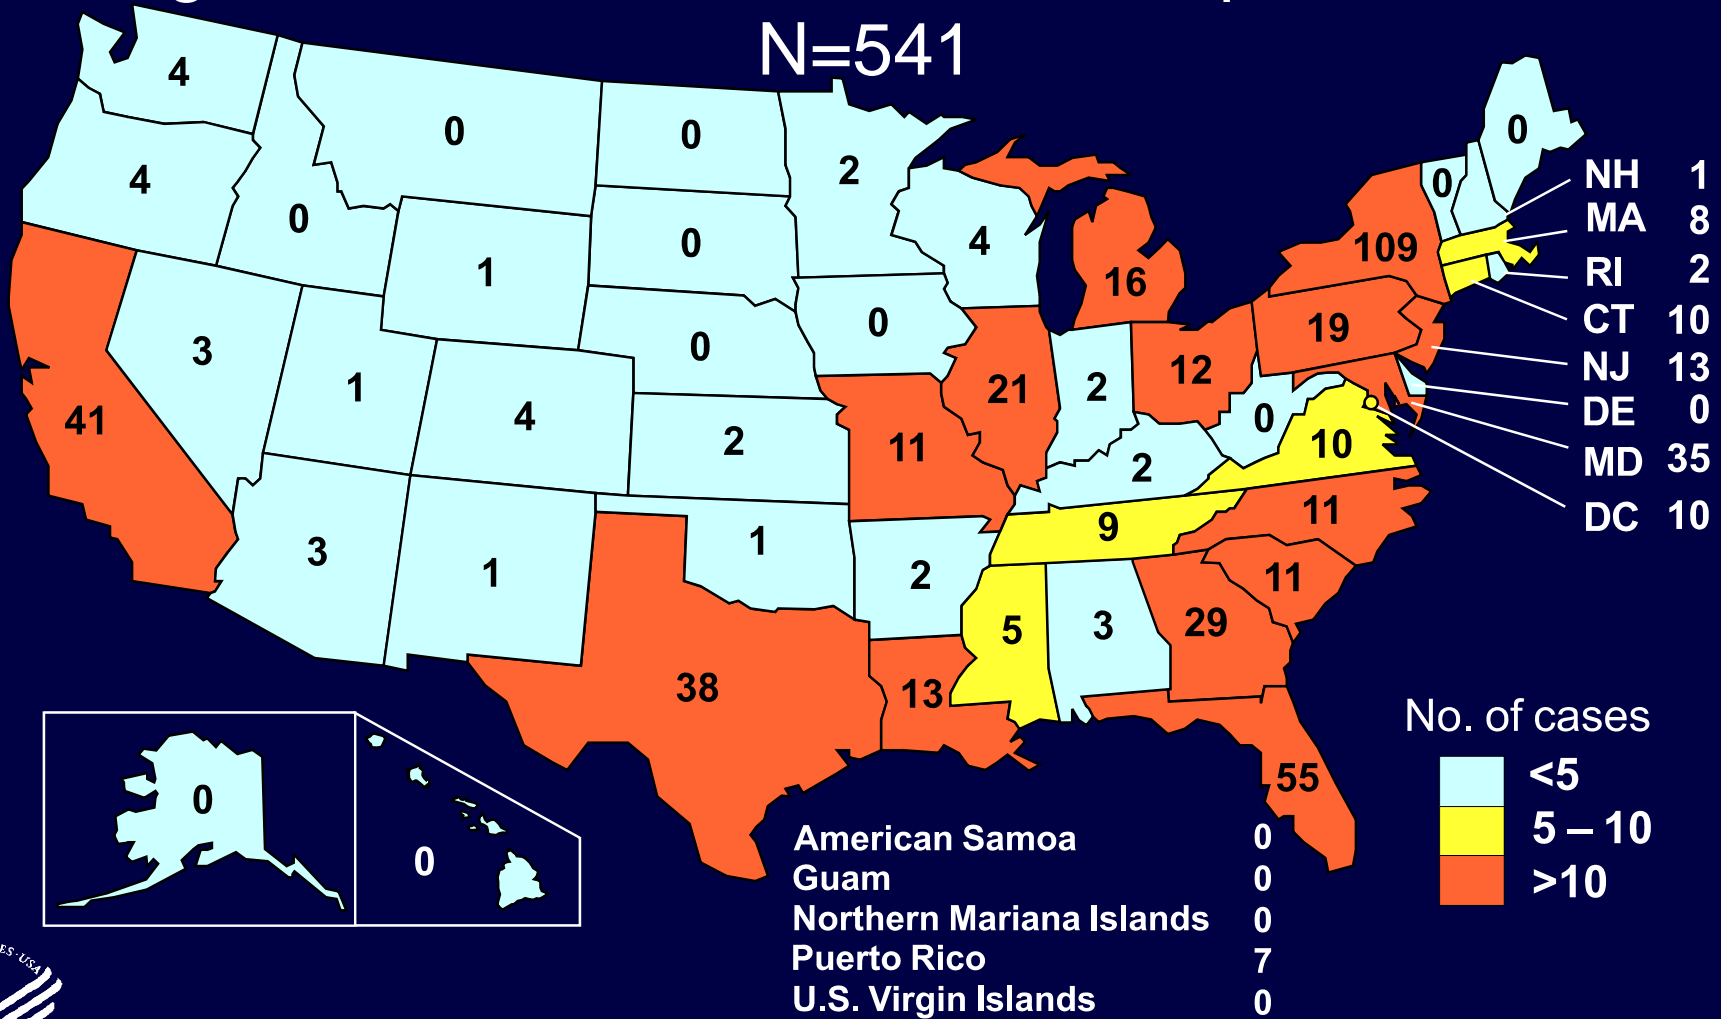 N=541
4
0
0
2
0
0
NH 1
4
0
0
4
109
MA 8
1
16
RI 2
3
0
0
19
CT 10
1
4
2
21
2
12
NJ 13
DE 0
41
2
11
0
10
MD 35
3
1
1
2
9
11
DC 10
5
3
29
11
38
13
55
No. of cases
<5
5 – 10
>10
0
0
American Samoa 0
Guam 0
Northern Mariana Islands 0
Puerto Rico 7
U.S. Virgin Islands 0
USA